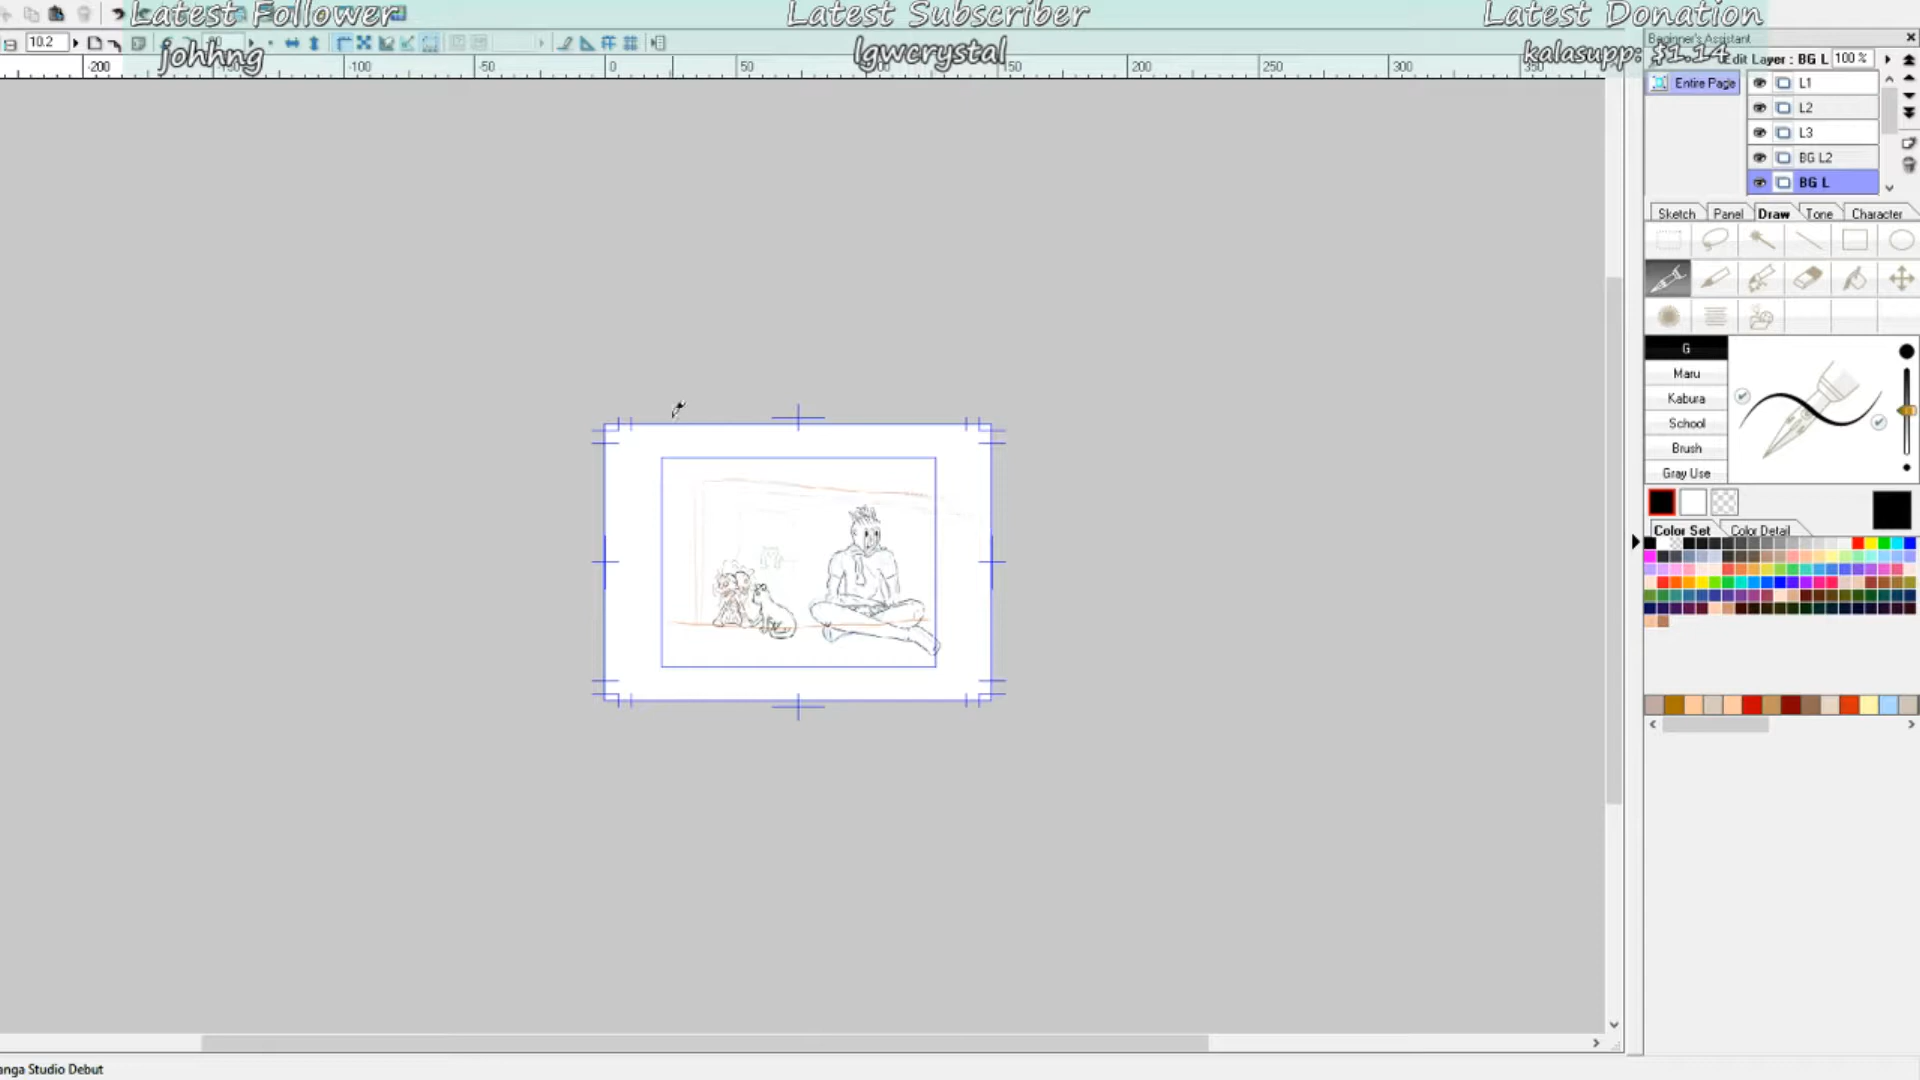 Latest Follower
Latest Subscriber
Latest Donation
johhng
lgwcrystal
kalasupp: $1.14
Beginner's Assistant
10.2
-200
-100
-50
0
50
150
200
250
300
Edit Layer : BG L
100 %
Entire Page
L1
L2
L3
BG L2
BG L
Sketch
Panel
Draw
Tone
Character
G
Maru
Kabura
School
Brush
Gray Use
Color Set
Color Detail
anga Studio Debut